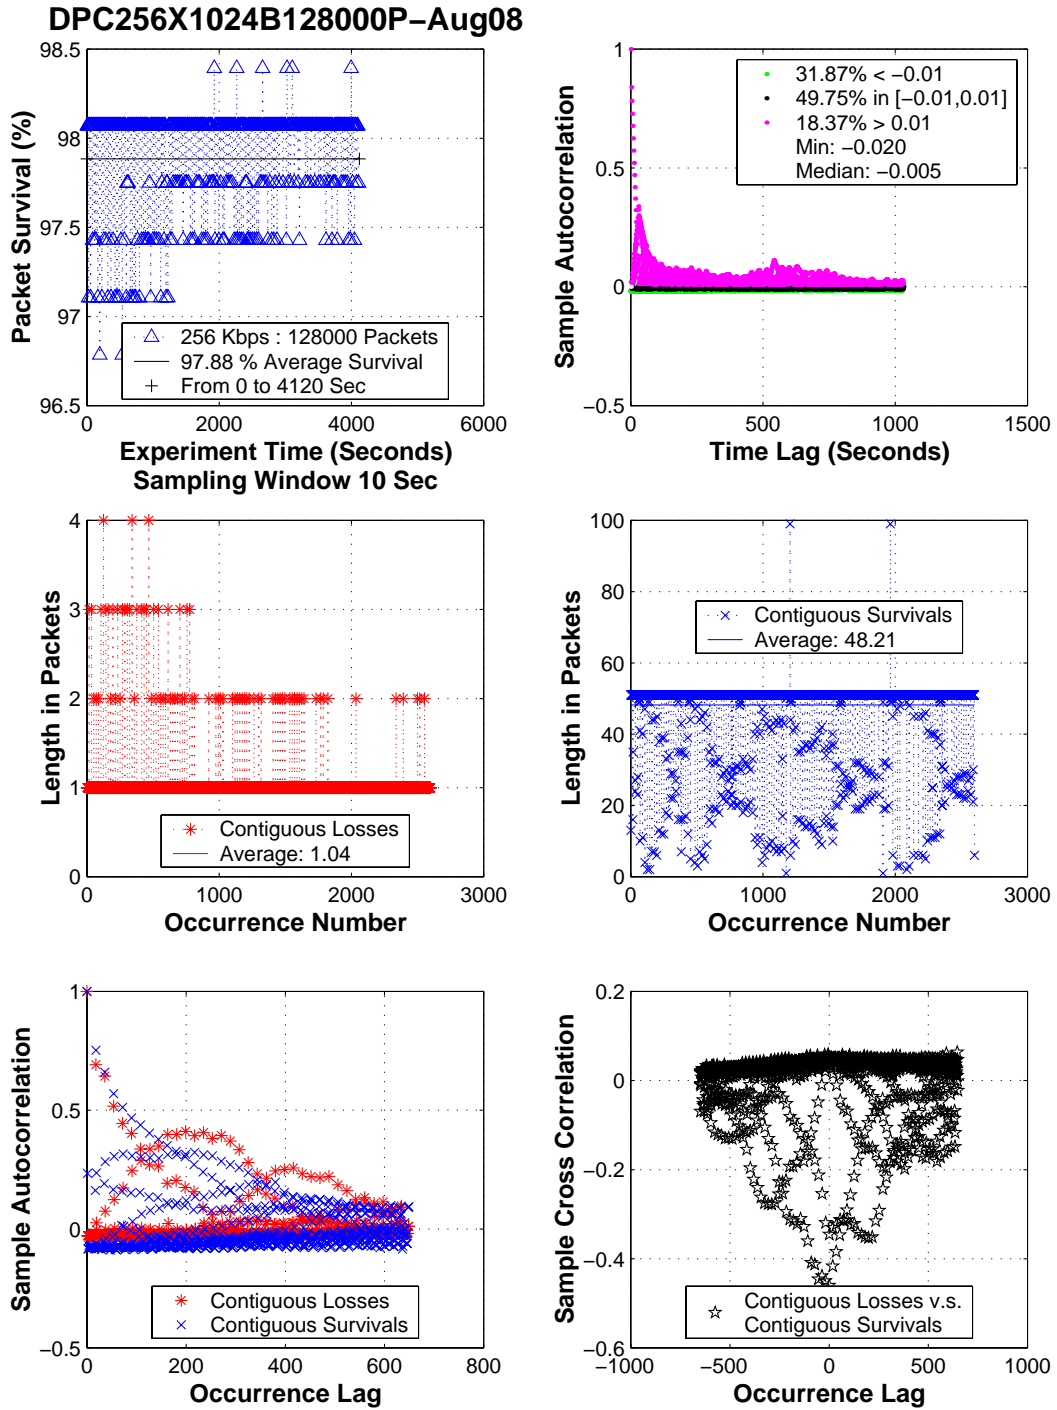 DPC256X1024B128000P−Aug08
98.5
98
97.5
97
96.5
0
2000
4000
6000
Packet Survival (%)
256 Kbps : 128000 Packets
97.88 % Average Survival
From 0 to 4120 Sec
Experiment Time (Seconds)
Sampling Window 10 Sec
1
0.5
0
−0.5
0
500
1000
1500
Sample Autocorrelation
31.87% < −0.01
49.75% in [−0.01,0.01]
18.37% > 0.01
Min: −0.020
Median: −0.005
Time Lag (Seconds)
4
3
2
1
0
0
1000
2000
3000
Length in Packets
Contiguous Losses
Average: 1.04
Occurrence Number
100
80
60
40
20
0
0
1000
2000
3000
Length in Packets
Contiguous Survivals
Average: 48.21
Occurrence Number
1
0.5
0
−0.5
0
200
400
600
800
Sample Autocorrelation
Contiguous Losses
Contiguous Survivals
Occurrence Lag
0.2
0
−0.2
−0.4
−0.6
−1000
−500
0
500
1000
Sample Cross Correlation
Contiguous Losses v.s.
Contiguous Survivals
Occurrence Lag